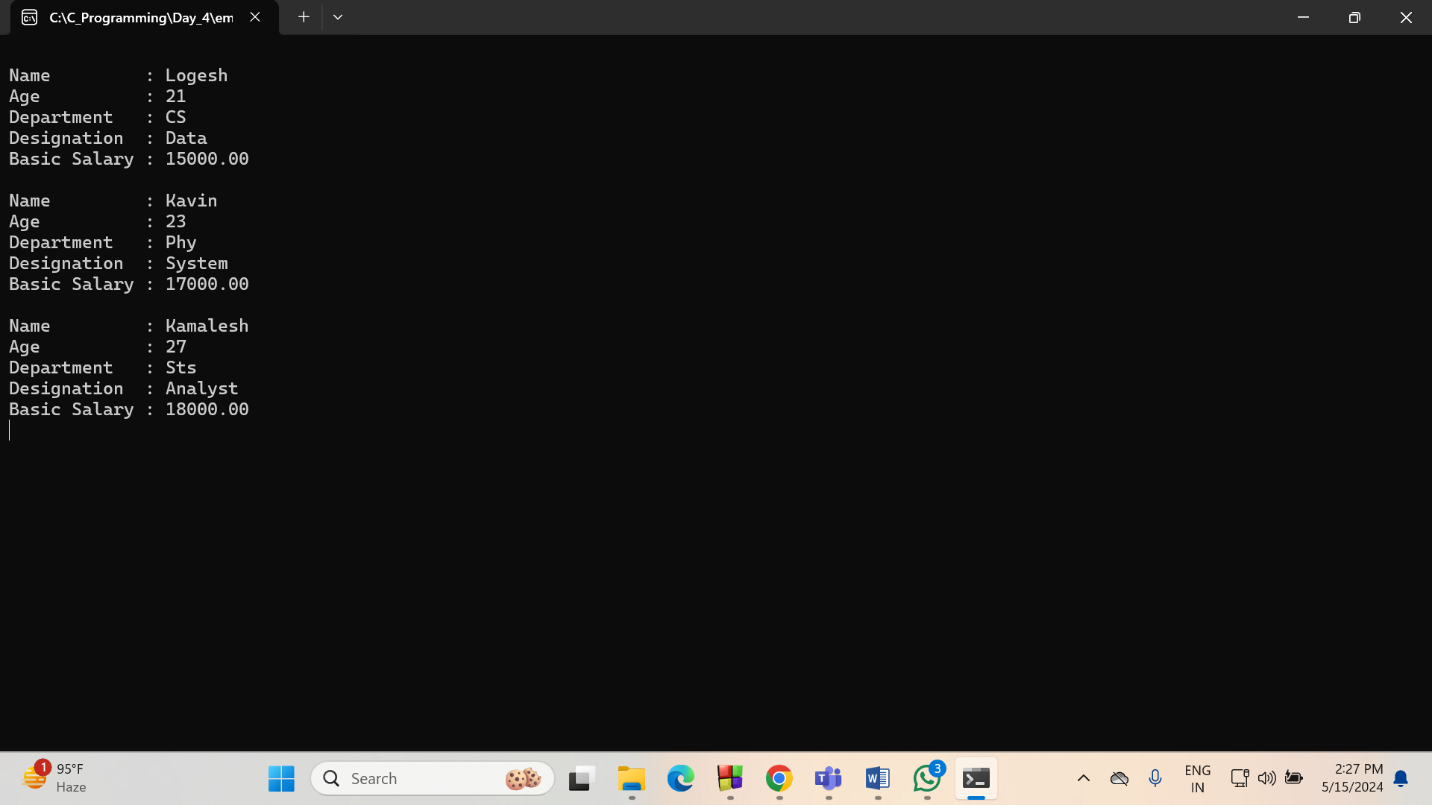 C:\C_Programming\Day_4\em
Name : Logesh
Age : 21
Department : CS
Designation : Data
Basic Salary : 15000.00
Name : Kavin
Age : 23
Department : Phy
Designation : System
Basic Salary : 17000.00
Name : Kamalesh
Age : 27
Department : Sts
Designation : Analyst
Basic Salary : 18000.00
1
95°F
Haze
Search
3
ENG
IN
2:27 PM
5/15/2024